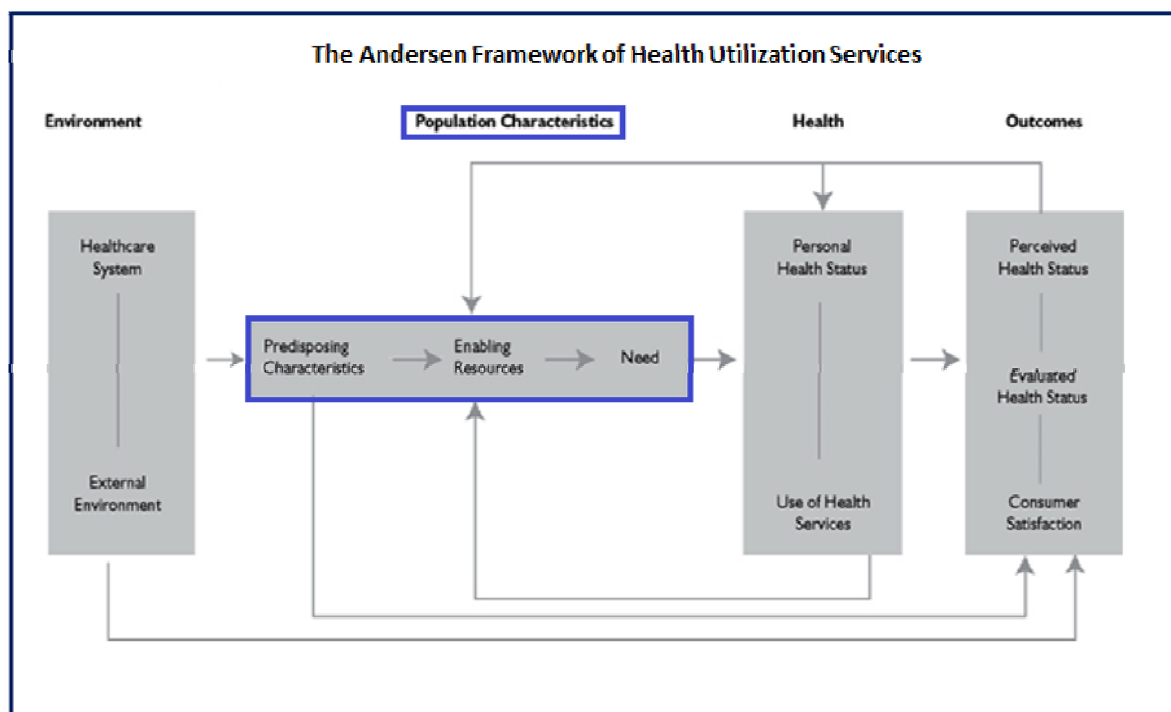 The Andersen Framework of Health Utilization Services
Environment
Population Characteristics
Health
Outcomes
Healthcare
System
External
Environment
Predisposing
Characteristics
Enabling
Resources
Need
Personal
Health Status
Use of Health
Services
Perceived
Health Status
Evaluated
Health Status
Consumer
Satisfaction